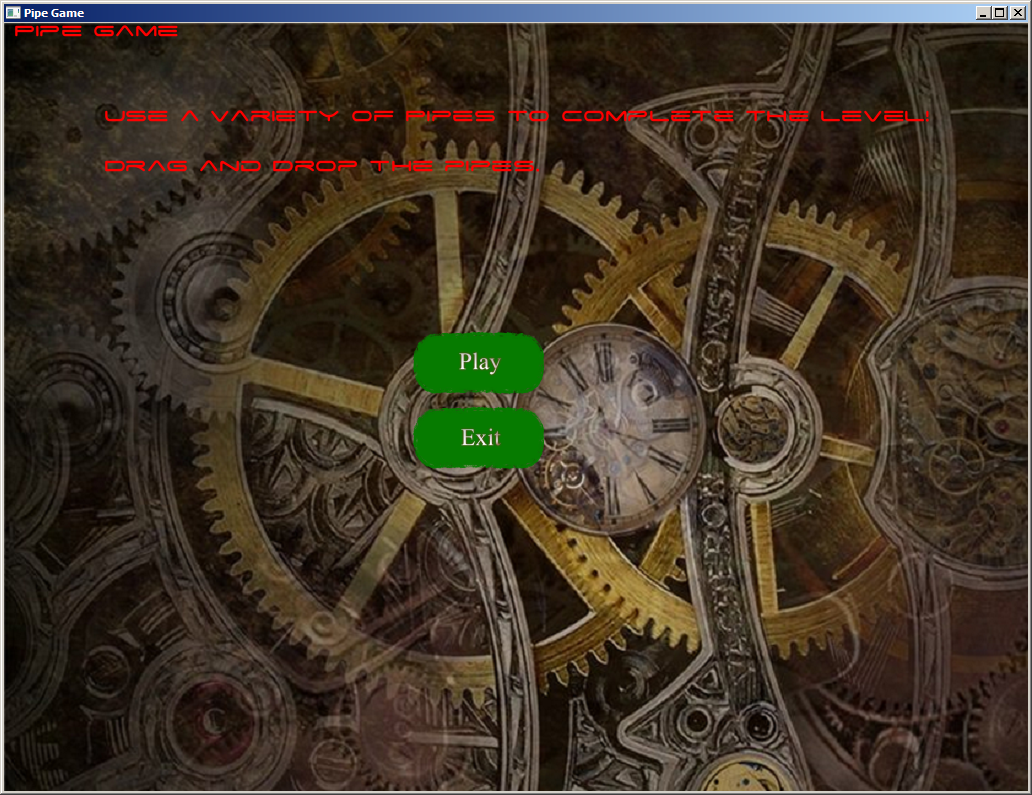 Pipe Game
PIPE GAME
USE A VARIETY OF PIPES TO COMPLETE THE LEVEL!
DRAG AND DROP THE PIPES.
Play
Exit
CONSTANTIN